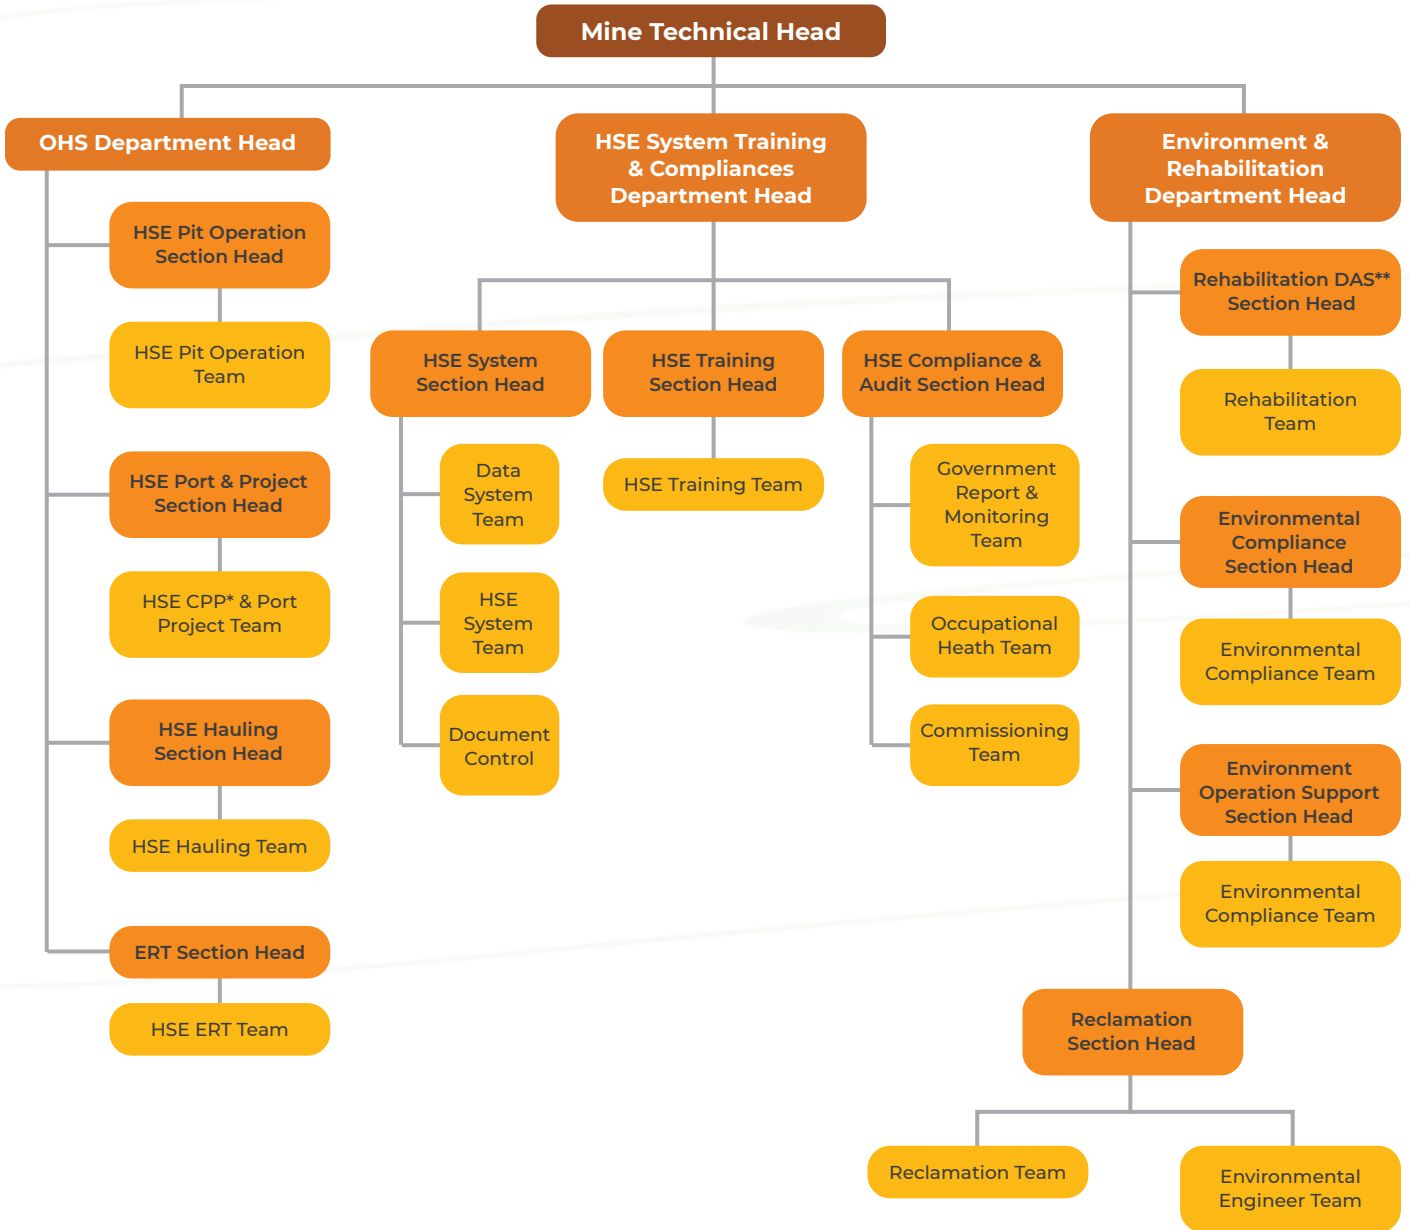 Mine Technical Head
OHS Department Head
HSE Pit Operation
Section Head
HSE Pit Operation
Team
HSE Port & Project
Section Head
HSE CPP* & Port
Project Team
HSE Hauling
Section Head
HSE Hauling Team
ERT Section Head
HSE ERT Team
HSE System Training
& Compliances
Department Head
HSE System
Section Head
Data
System
Team
HSE
System
Team
Document
Control
HSE Training
Section Head
HSE Training Team
HSE Compliance &
Audit Section Head
Government
Report &
Monitoring
Team
Occupational
Heath Team
Commissioning
Team
Environment &
Rehabilitation
Department Head
Rehabilitation DAS**
Section Head
Rehabilitation
Team
Environmental
Compliance
Section Head
Environmental
Compliance Team
Environment
Operation Support
Section Head
Environmental
Compliance Team
Reclamation
Section Head
Reclamation Team
Environmental
Engineer Team